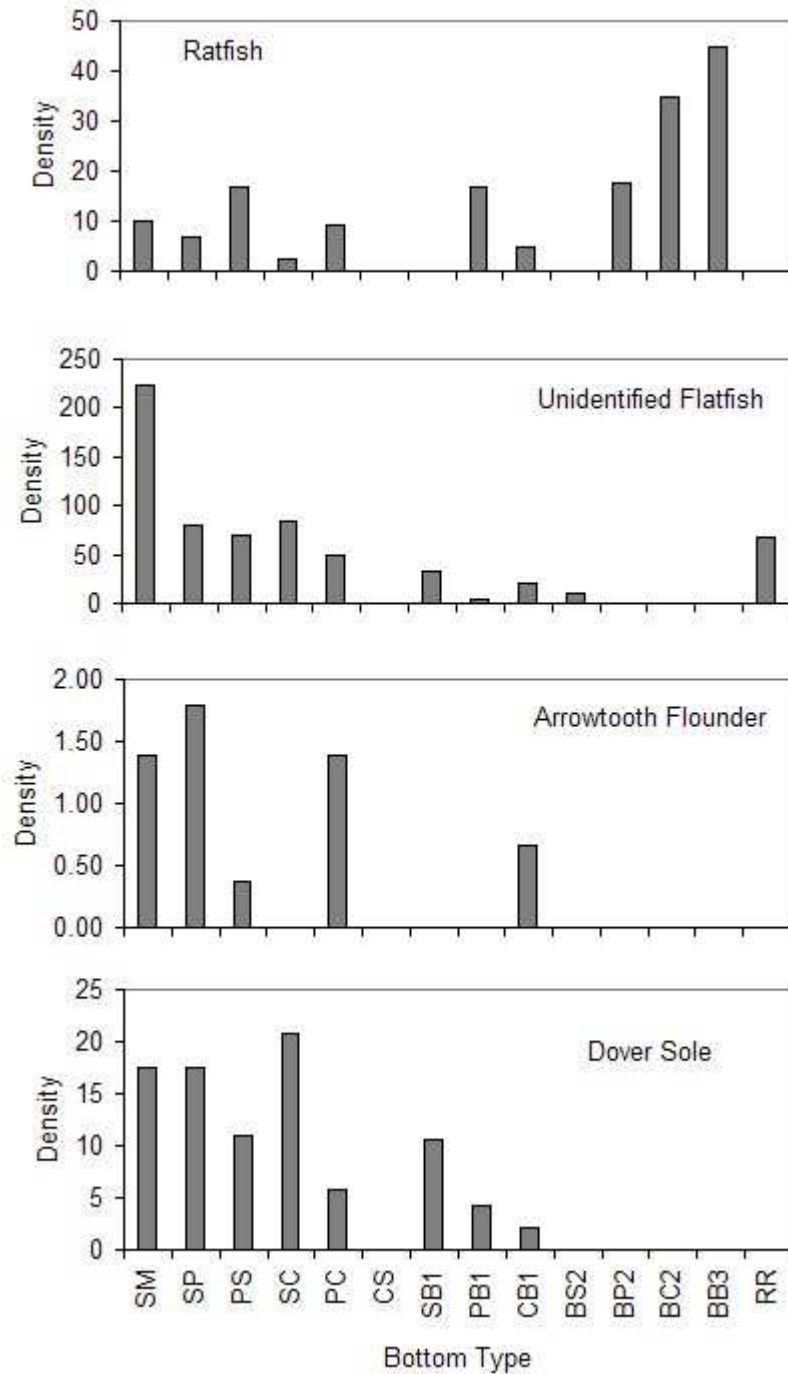 Ratfish
Density
50
40
30
20
10
0
Unidentified Flatfish
Density
250
200
150
100
50
0
Arrowtooth Flounder
Density
2.00
1.50
1.00
0.50
0.00
Dover Sole
Density
25
20
15
10
5
0
SM SP PS SC PC CS SB1 PB1 CB1 BS2 BP2 BC2 BB3 RR
Bottom Type